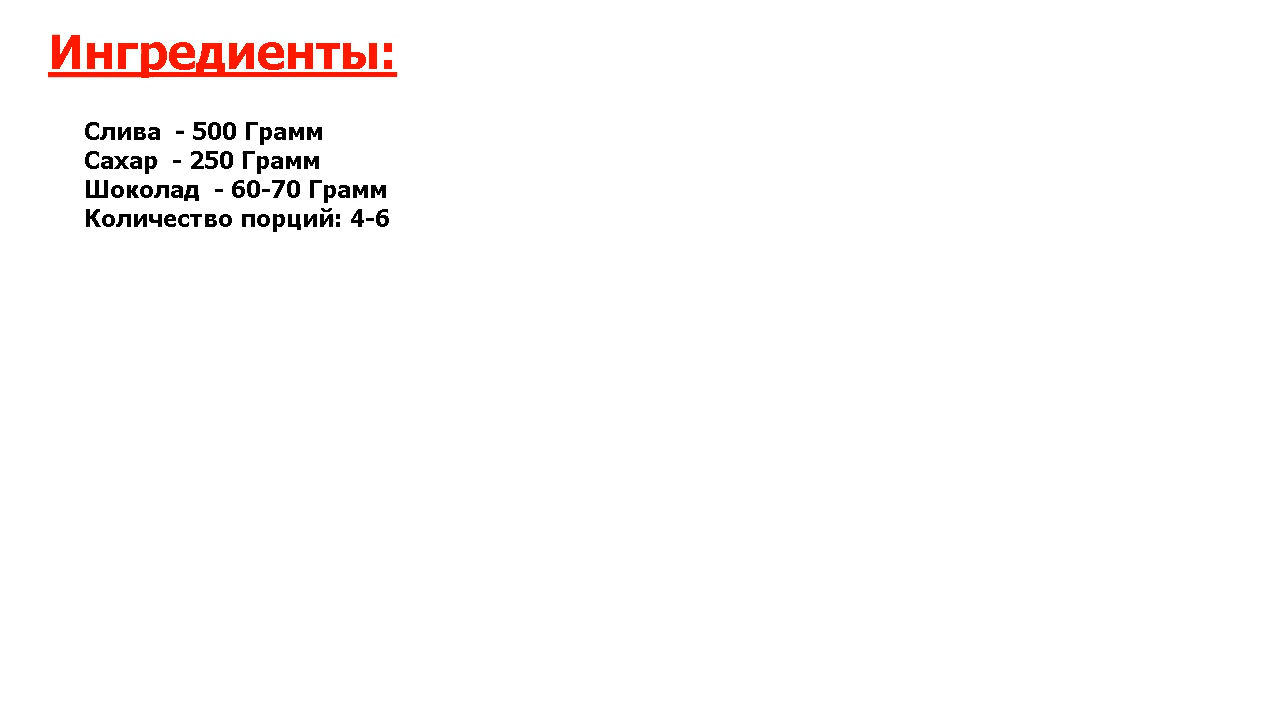 Ингредиенты:
Слива - 500 Грамм
Сахар - 250 Грамм
Шоколад - 60-70 Грамм
Количество порций: 4-6